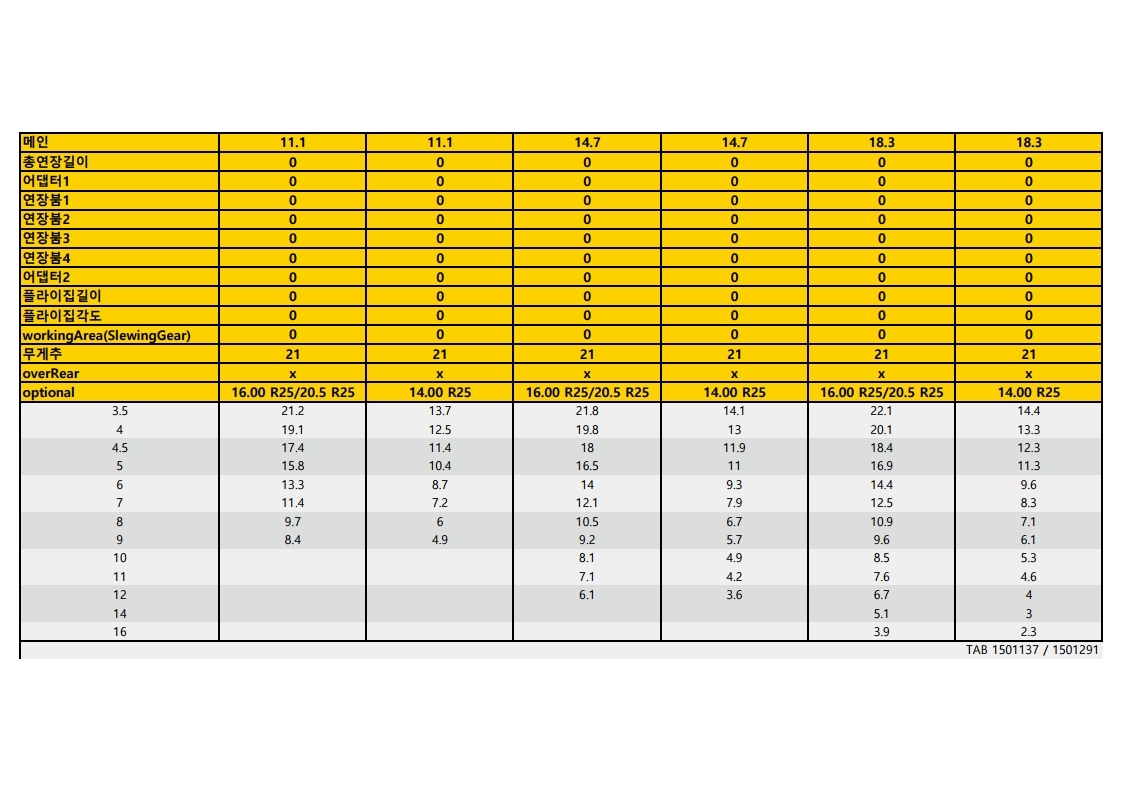 메인 11.1 11.1 14.7 14.7 18.3 18.3
총연장길이 0 0 0 0 0 0
어댑터1 0 0 0 0 0 0
연장붐1 0 0 0 0 0 0
연장붐2 0 0 0 0 0 0
연장붐3 0 0 0 0 0 0
연장붐4 0 0 0 0 0 0
어댑터2 0 0 0 0 0 0
플라이집길이 0 0 0 0 0 0
플라이집각도 0 0 0 0 0 0
workingArea(SlewingGear) 0 0 0 0 0 0
무게추 21 21 21 21 21 21
overRear x x x x x x
optional 16.00 R25/20.5 R25 14.00 R25 16.00 R25/20.5 R25 14.00 R25 16.00 R25/20.5 R25 14.00 R25
3.5 21.2 13.7 21.8 14.1 22.1 14.4
4 19.1 12.5 19.8 13 20.1 13.3
4.5 17.4 11.4 18 11.9 18.4 12.3
5 15.8 10.4 16.5 11 16.9 11.3
6 13.3 8.7 14 9.3 14.4 9.6
7 11.4 7.2 12.1 7.9 12.5 8.3
8 9.7 6 10.5 6.7 10.9 7.1
9 8.4 4.9 9.2 5.7 9.6 6.1
10 8.1 4.9 8.5 5.3
11 7.1 4.2 7.6 4.6
12 6.1 3.6 6.7 4
14 5.1 3
16 3.9 2.3
TAB 1501137 / 1501291